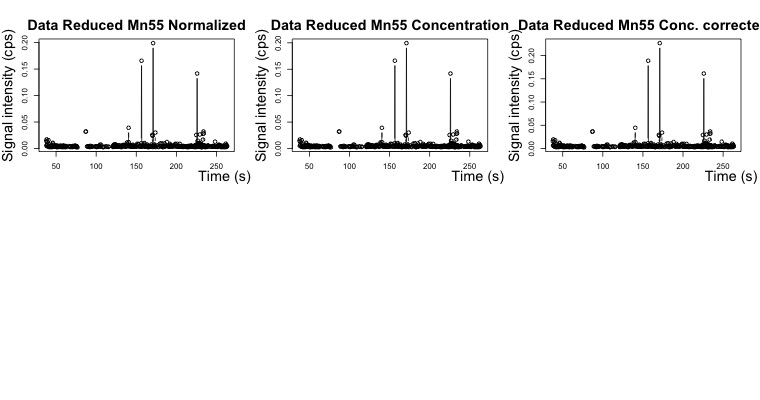 Data Reduced Mn55 Normalized
Signal intensity (cps)
0.00 0.05 0.10 0.15 0.20
50 100 150 200 250
Time (s)
Data Reduced Mn55 Concentration
Signal intensity (cps)
0.00 0.05 0.10 0.15 0.20
50 100 150 200 250
Time (s)
Data Reduced Mn55 Conc. correcte
Signal intensity (cps)
0.00 0.05 0.10 0.15 0.20
50 100 150 200 250
Time (s)